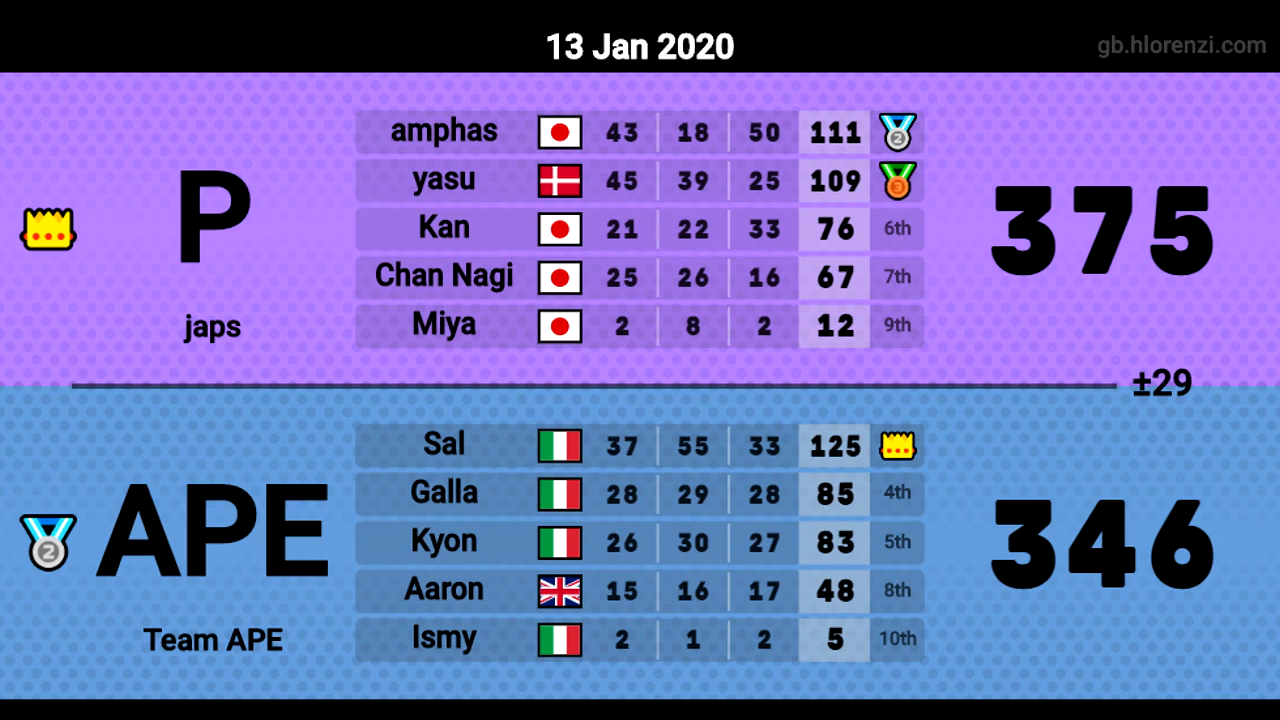 13 Jan 2020
gb.hlorenzi.com
P
japs
amphas 43 18 50 111 2
yasu 45 39 25 109 3
Kan 21 22 33 76 6th
Chan Nagi 25 26 16 67 7th
Miya 2 8 2 12 9th
375
±29
APE
Team APE
2
Sal 37 55 33 125
Galla 28 29 28 85 4th
Kyon 26 30 27 83 5th
Aaron 15 16 17 48 8th
Ismy 2 1 2 5 10th
346